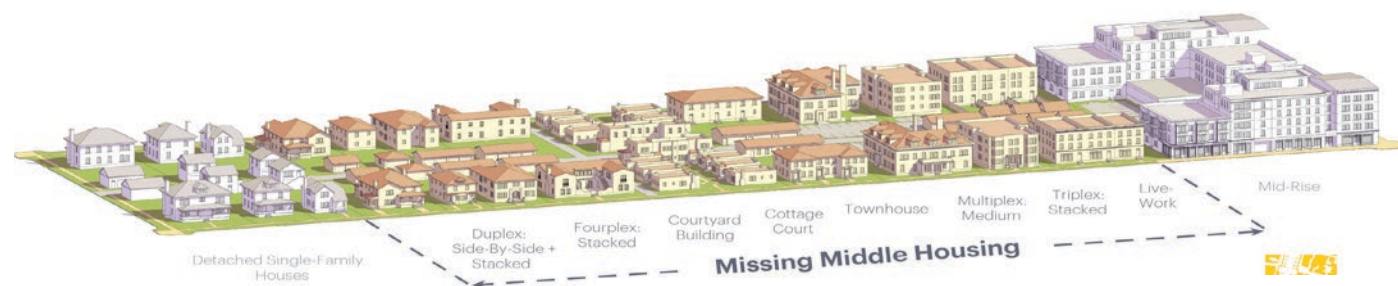 Detached Single-Family
Houses
Duplex:
Side-By-Side +
Stacked
Fourplex:
Stacked
Courtyard
Building
Cottage
Court
Townhouse
Multiplex:
Medium
Triplex:
Stacked
Live-
Work
Mid-Rise
Missing Middle Housing